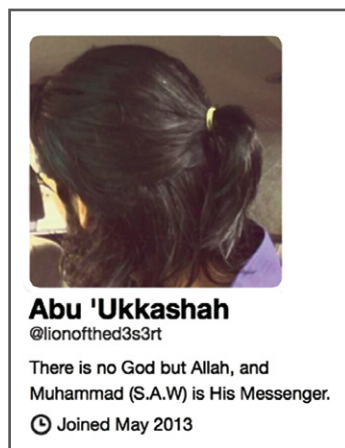 Abu 'Ukkashah
@lionofthed3s3rt
There is no God but Allah, and
Muhammad (S.A.W) is His Messenger.
Joined May 2013